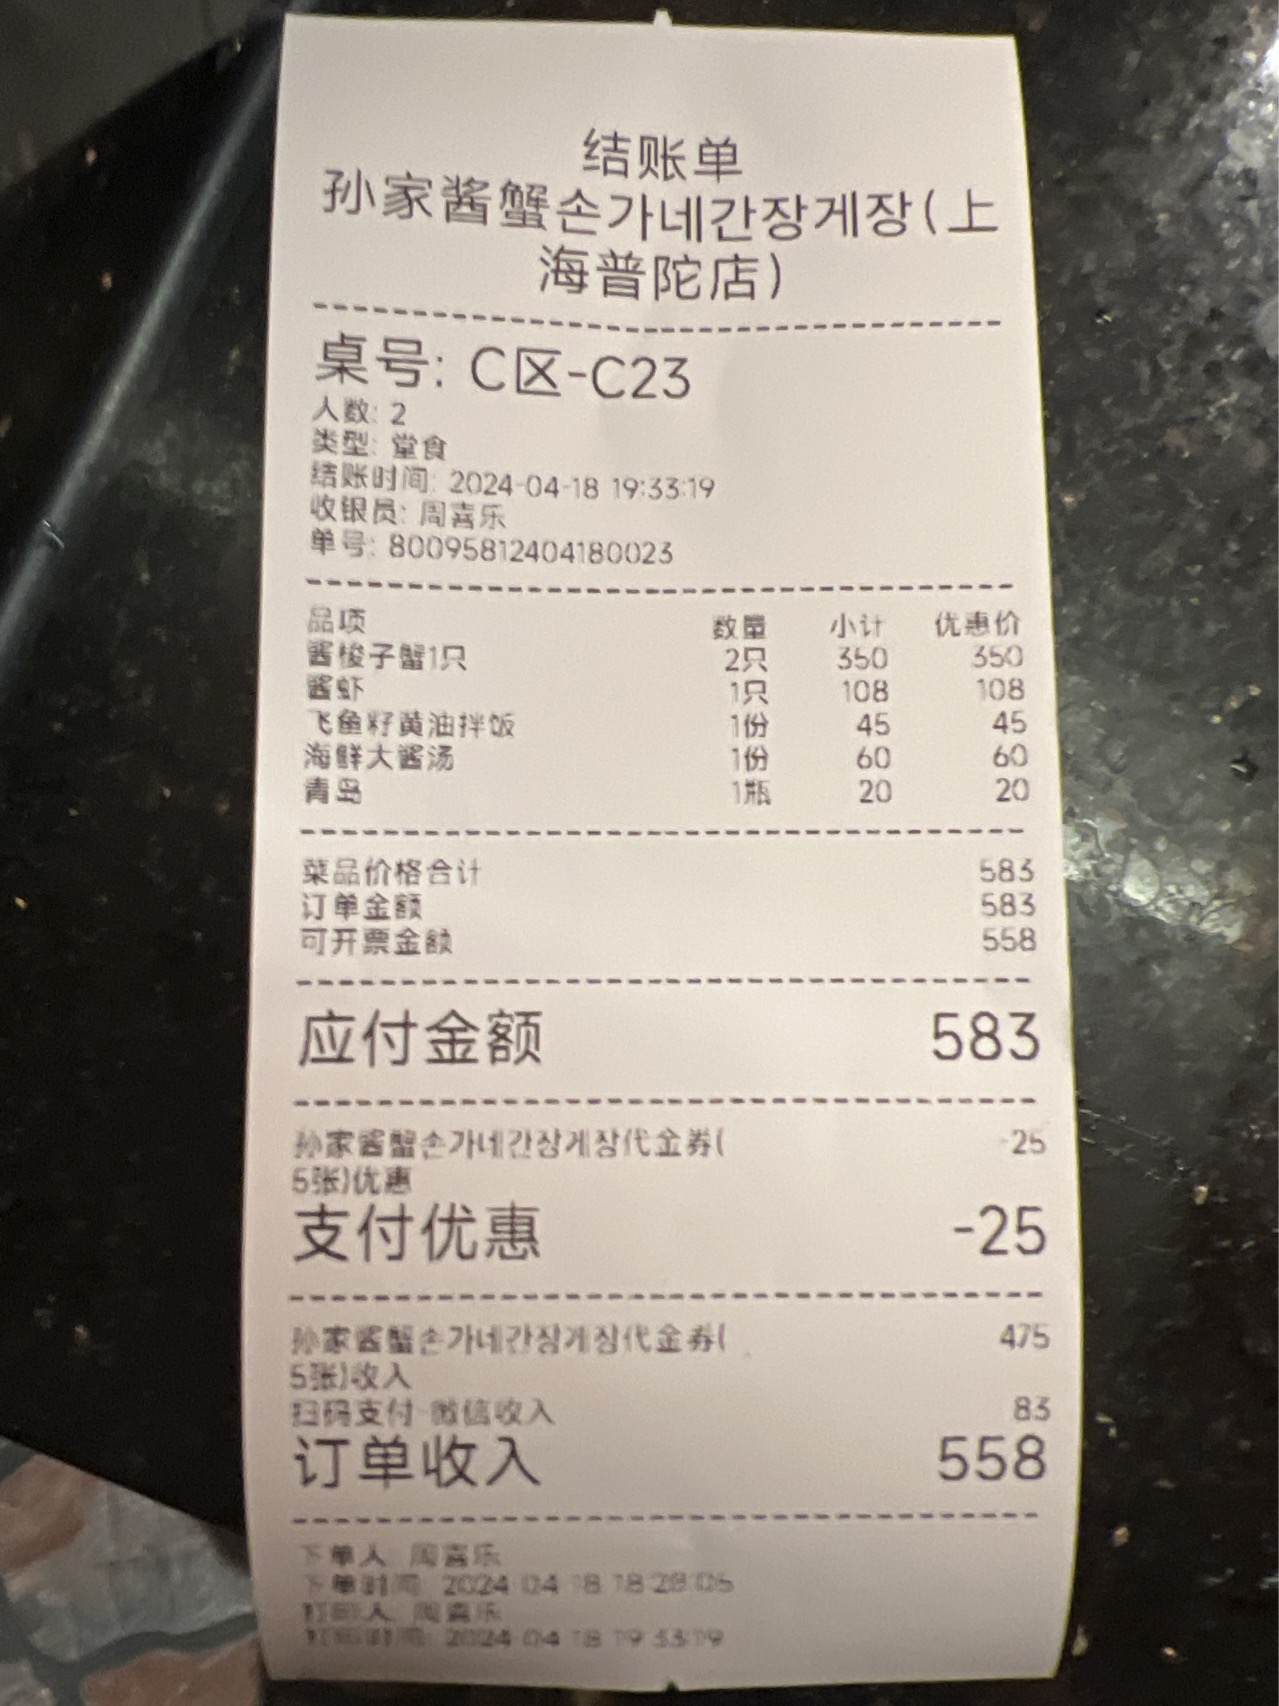 结账单
孙家酱蟹손가네간장게장(上
海普陀店)
桌号: C区-C23
人数: 2
类型: 堂食
结账时间: 2024-04-18 19:33:19
收银员: 周喜乐
单号: 80095812404180023
品项 数量 小计 优惠价
酱梭子蟹1只 2只 350 350
酱虾 1只 108 108
飞鱼籽黄油拌饭 1份 45 45
海鲜大酱汤 1份 60 60
青岛 1瓶 20 20
菜品价格合计 583
订单金额 583
可开票金额 558
应付金额 583
孙家酱蟹손가네간장게장代金券( -25
5张)优惠
支付优惠 -25
孙家酱蟹손가네간장게장代金券( 475
5张)收入
扫码支付-微信收入 83
订单收入 558
下单人: 周喜乐
下单时间: 2024-04-18 18:28:06
打印人: 周喜乐
打印时间: 2024-04-18 19:33:19